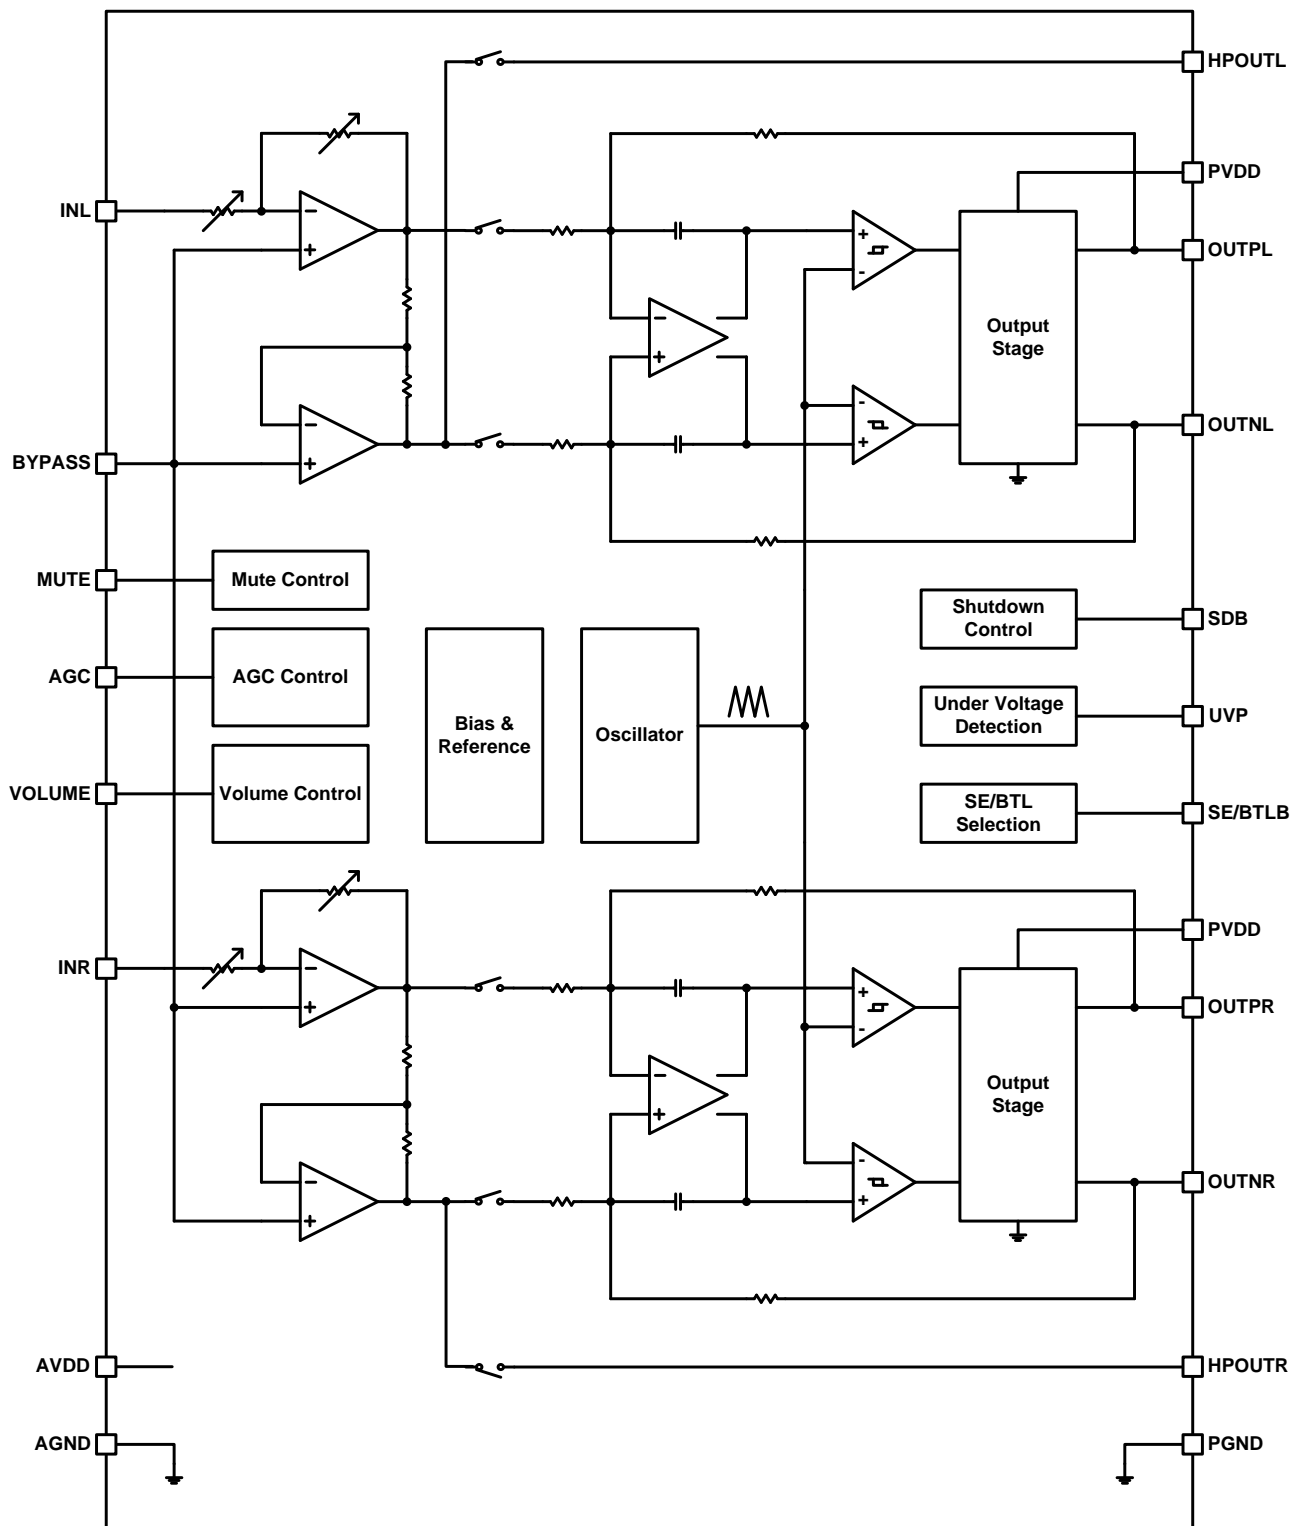 HPOUTL
PVDD
INL
−
+
+
-
OUTPL
−
+
Output
Stage
-
+
−
+
OUTNL
BYPASS
MUTE
Mute Control
Shutdown
Control
SDB
AGC
AGC Control
Bias &
Reference
Oscillator
Under Voltage
Detection
UVP
VOLUME
Volume Control
SE/BTL
Selection
SE/BTLB
PVDD
INR
−
+
+
-
OUTPR
−
+
Output
Stage
-
+
−
+
OUTNR
AVDD
HPOUTR
AGND
PGND